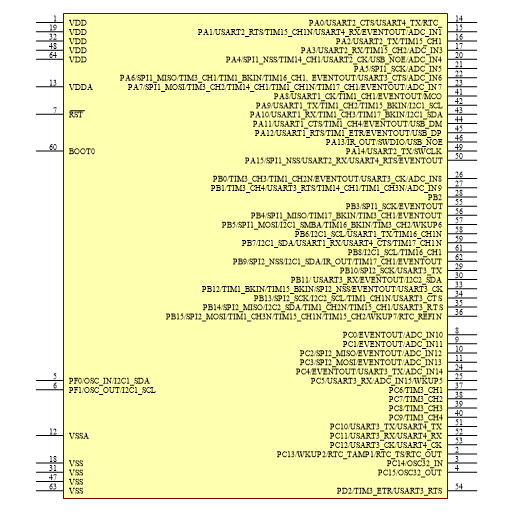 1 VDD PA0/USART2_CTS/USART4_TX/RTC_ 14
19 VDD PA1/USART2_RTS/TIM15_CH1N/USART4_RX/EVENTOUT/ADC_IN1 15
32 VDD PA2/USART2_TX/TIM15_CH1 16
48 VDD PA3/USART2_RX/TIM15_CH2/ADC_IN3 17
64 VDD PA4/SPI1_NSS/TIM14_CH1/USART2_CK/USB_NOE/ADC_IN4 20
PA5/SPI1_SCK/ADC_IN5 21
PA6/SPI1_MISO/TIM3_CH1/TIM1_BKIN/TIM16_CH1, EVENTOUT/USART3_CTS/ADC_IN6 22
13 VDDA PA7/SPI1_MOSI/TIM3_CH2/TIM14_CH1/TIM1_CH1N/TIM17_CH1/EVENTOUT/ADC_IN7 23
PA8/USART1_CK/TIM1_CH1/EVENTOUT/MCO 41
PA9/USART1_TX/TIM1_CH2/TIM15_BKIN/I2C1_SCL 42
7 RST PA10/USART1_RX/TIM1_CH3/TIM17_BKIN/I2C1_SDA 43
PA11/USART1_CTS/TIM1_CH4/EVENTOUT/USB_DM 44
PA12/USART1_RTS/TIM1_ETR/EVENTOUT/USB_DP 45
PA13/IR_OUT/SWDIO/USB_NOE 46
60 BOOT0 PA14/USART2_TX/SWCLK 49
PA15/SPI1_NSS/USART2_RX/USART4_RTS/EVENTOUT 50
PB0/TIM3_CH3/TIM1_CH2N/EVENTOUT/USART3_CK/ADC_IN8 26
PB1/TIM3_CH4/USART3_RTS/TIM14_CH1/TIM1_CH3N/ADC_IN9 27
PB2 28
PB3/SPI1_SCK/EVENTOUT 55
PB4/SPI1_MISO/TIM17_BKIN/TIM3_CH1/EVENTOUT 56
PB5/SPI1_MOSI/I2C1_SMBA/TIM16_BKIN/TIM3_CH2/WKUP6 57
PB6/I2C1_SCL/USART1_TX/TIM16_CH1N 58
PB7/I2C1_SDA/USART1_RX/USART4_CTS/TIM17_CH1N 59
PB8/I2C1_SCL/TIM16_CH1 61
PB9/SPI2_NSS/I2C1_SDA/IR_OUT/TIM17_CH1/EVENTOUT 62
PB10/SPI2_SCK/USART3_TX 29
PB11/ USART3_RX/EVENTOUT/I2C2_SDA 30
PB12/TIM1_BKIN/TIM15_BKIN/SPI2_NSS/EVENTOUT/USART3_CK 33
PB13/SPI2_SCK/I2C2_SCL/TIM1_CH1N/USART3_CTS 34
PB14/SPI2_MISO/I2C2_SDA/TIM1_CH2N/TIM15_CH1/USART3_RTS 35
PB15/SPI2_MOSI/TIM1_CH3N/TIM15_CH1N/TIM15_CH2/WKUP7/RTC_REFIN 36
PC0/EVENTOUT/ADC_IN10 8
PC1/EVENTOUT/ADC_IN11 9
PC2/SPI2_MISO/EVENTOUT/ADC_IN12 10
PC3/SPI2_MOSI/EVENTOUT/ADC_IN13 11
PC4/EVENTOUT/USART3_TX/ADC_IN14 24
5 PF0/OSC_IN/I2C1_SDA PC5/USART3_RX/ADC_IN15/WKUP5 25
6 PF1/OSC_OUT/I2C1_SCL PC6/TIM3_CH1 37
PC7/TIM3_CH2 38
PC8/TIM3_CH3 39
PC9/TIM3_CH4 40
PC10/USART3_TX/USART4_TX 51
12 VSSA PC11/USART3_RX/USART4_RX 52
PC12/USART3_CK/USART4_CK 53
PC13/WKUP2/RTC_TAMP1/RTC_TS/RTC_OUT 2
18 VSS PC14/OSC32_IN 3
31 VSS PC15/OSC32_OUT 4
47 VSS
63 VSS PD2/TIM3_ETR/USART3_RTS 54